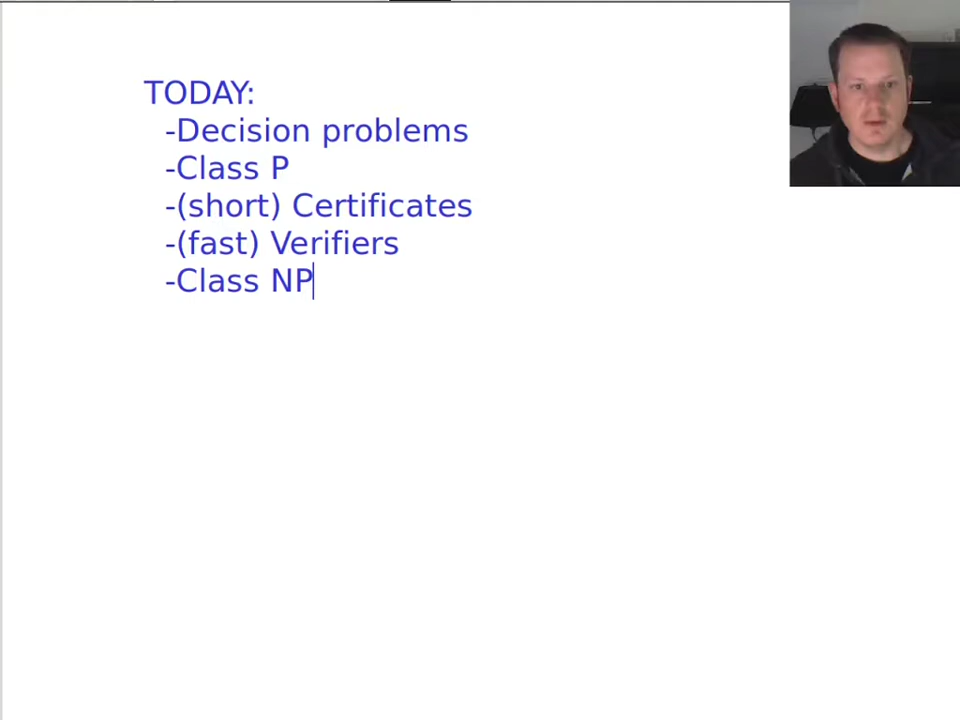 TODAY:
-Decision problems
-Class P
-(short) Certificates
-(fast) Verifiers
-Class NP